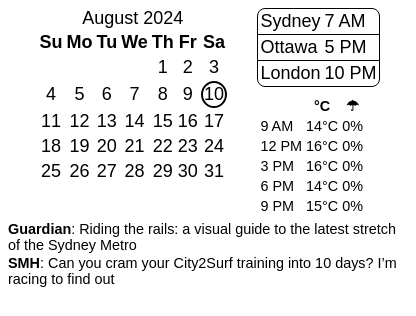 August 2024
Su Mo Tu We Th Fr Sa
1 2 3
4 5 6 7 8 9 10
11 12 13 14 15 16 17
18 19 20 21 22 23 24
25 26 27 28 29 30 31
Sydney 7 AM
Ottawa 5 PM
London 10 PM
°C ☂
9 AM 14°C 0%
12 PM 16°C 0%
3 PM 16°C 0%
6 PM 14°C 0%
9 PM 15°C 0%
Guardian: Riding the rails: a visual guide to the latest stretch
of the Sydney Metro
SMH: Can you cram your City2Surf training into 10 days? I’m
racing to find out